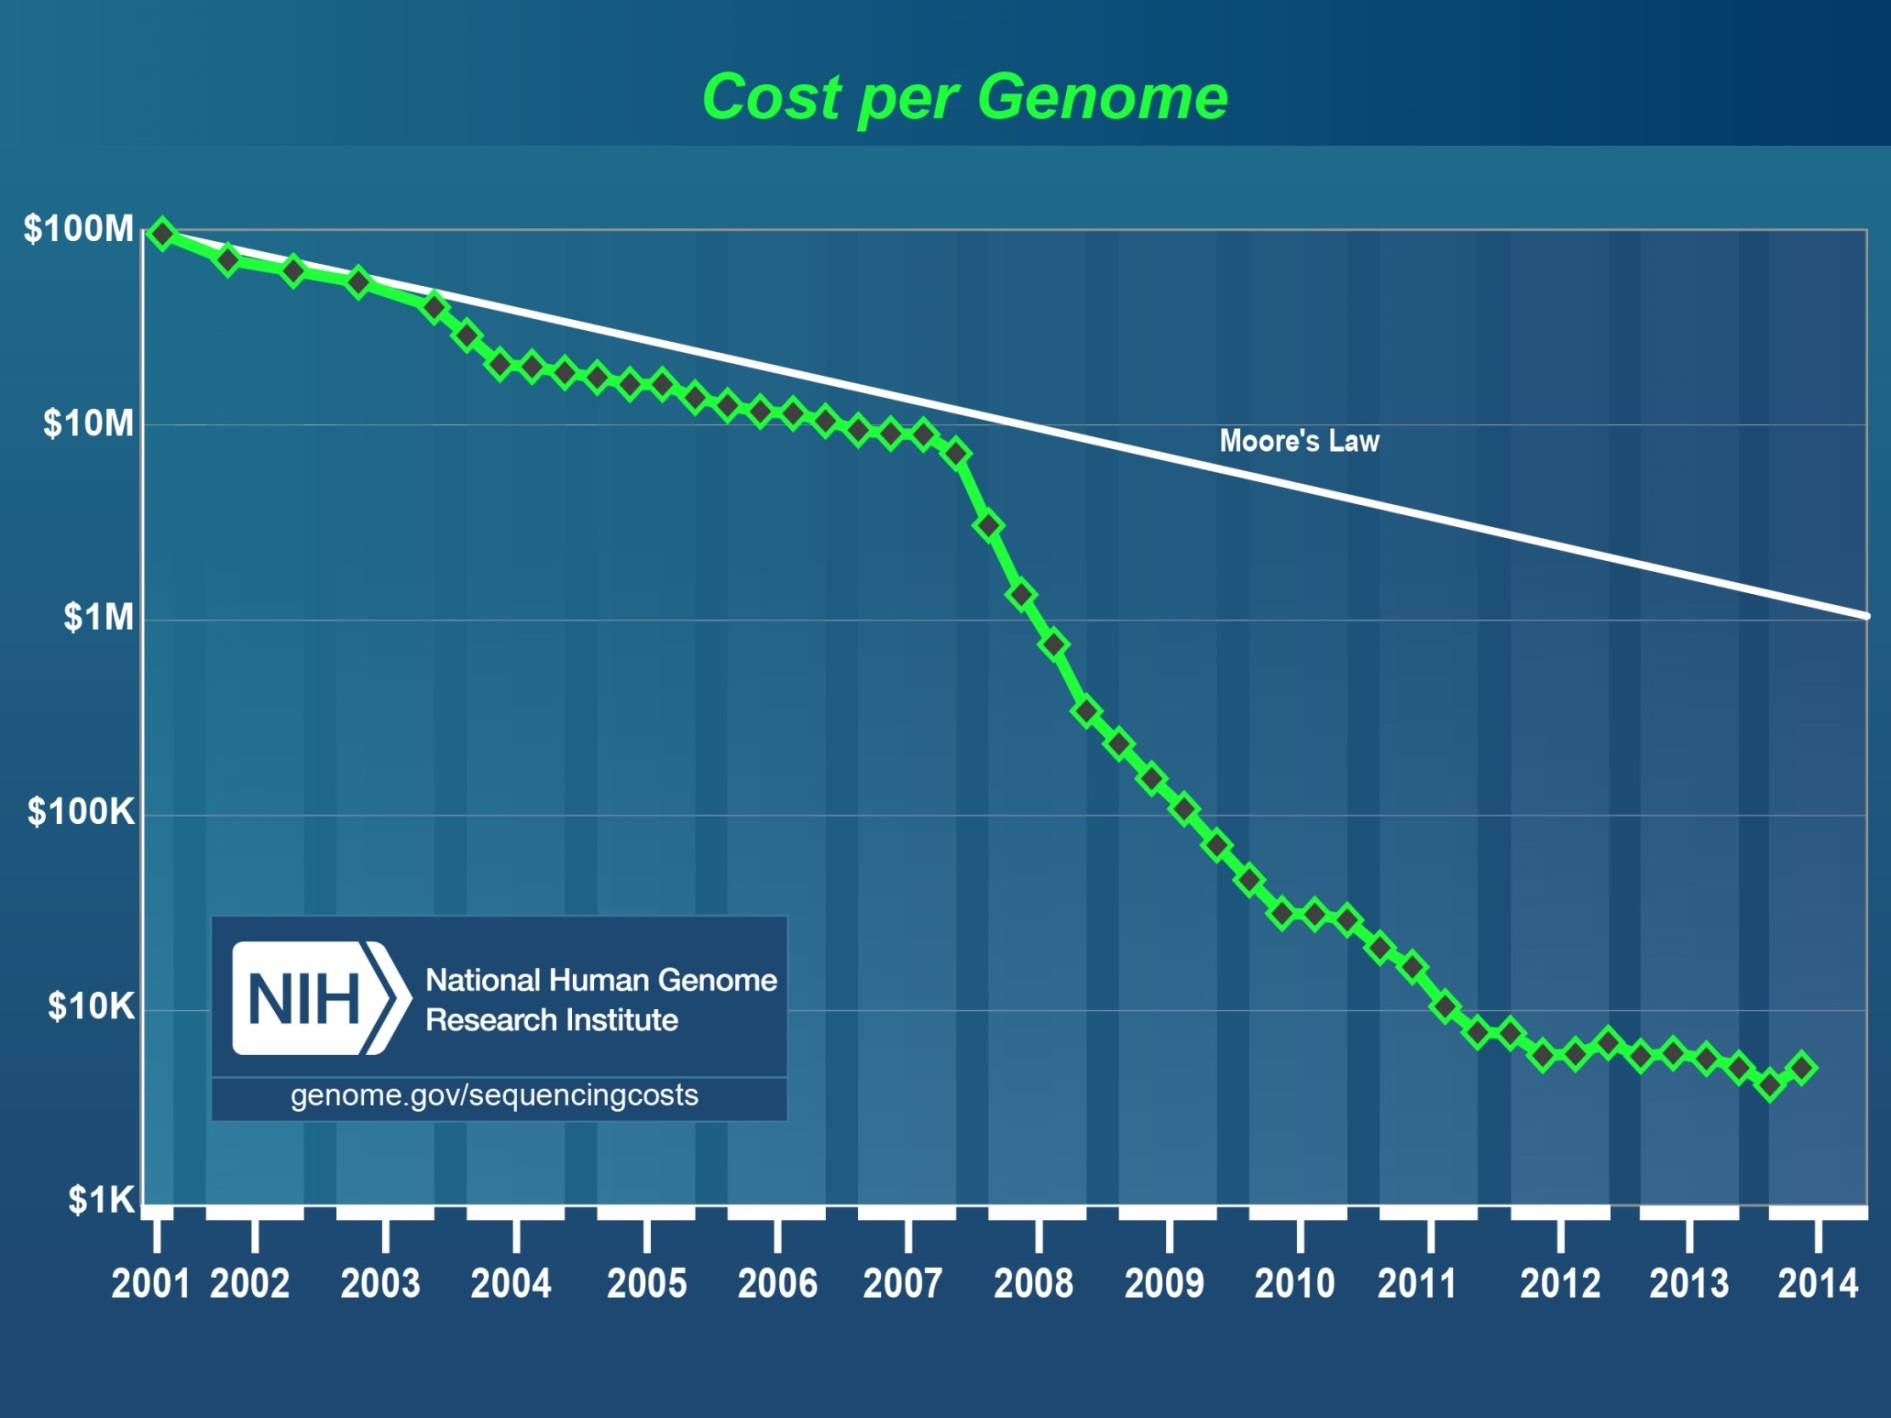 Cost per Genome
$100M
$10M
$1M
$100K
$10K
$1K
Moore's Law
NIH
National Human Genome
Research Institute
genome.gov/sequencingcosts
2001 2002 2003 2004 2005 2006 2007 2008 2009 2010 2011 2012 2013 2014